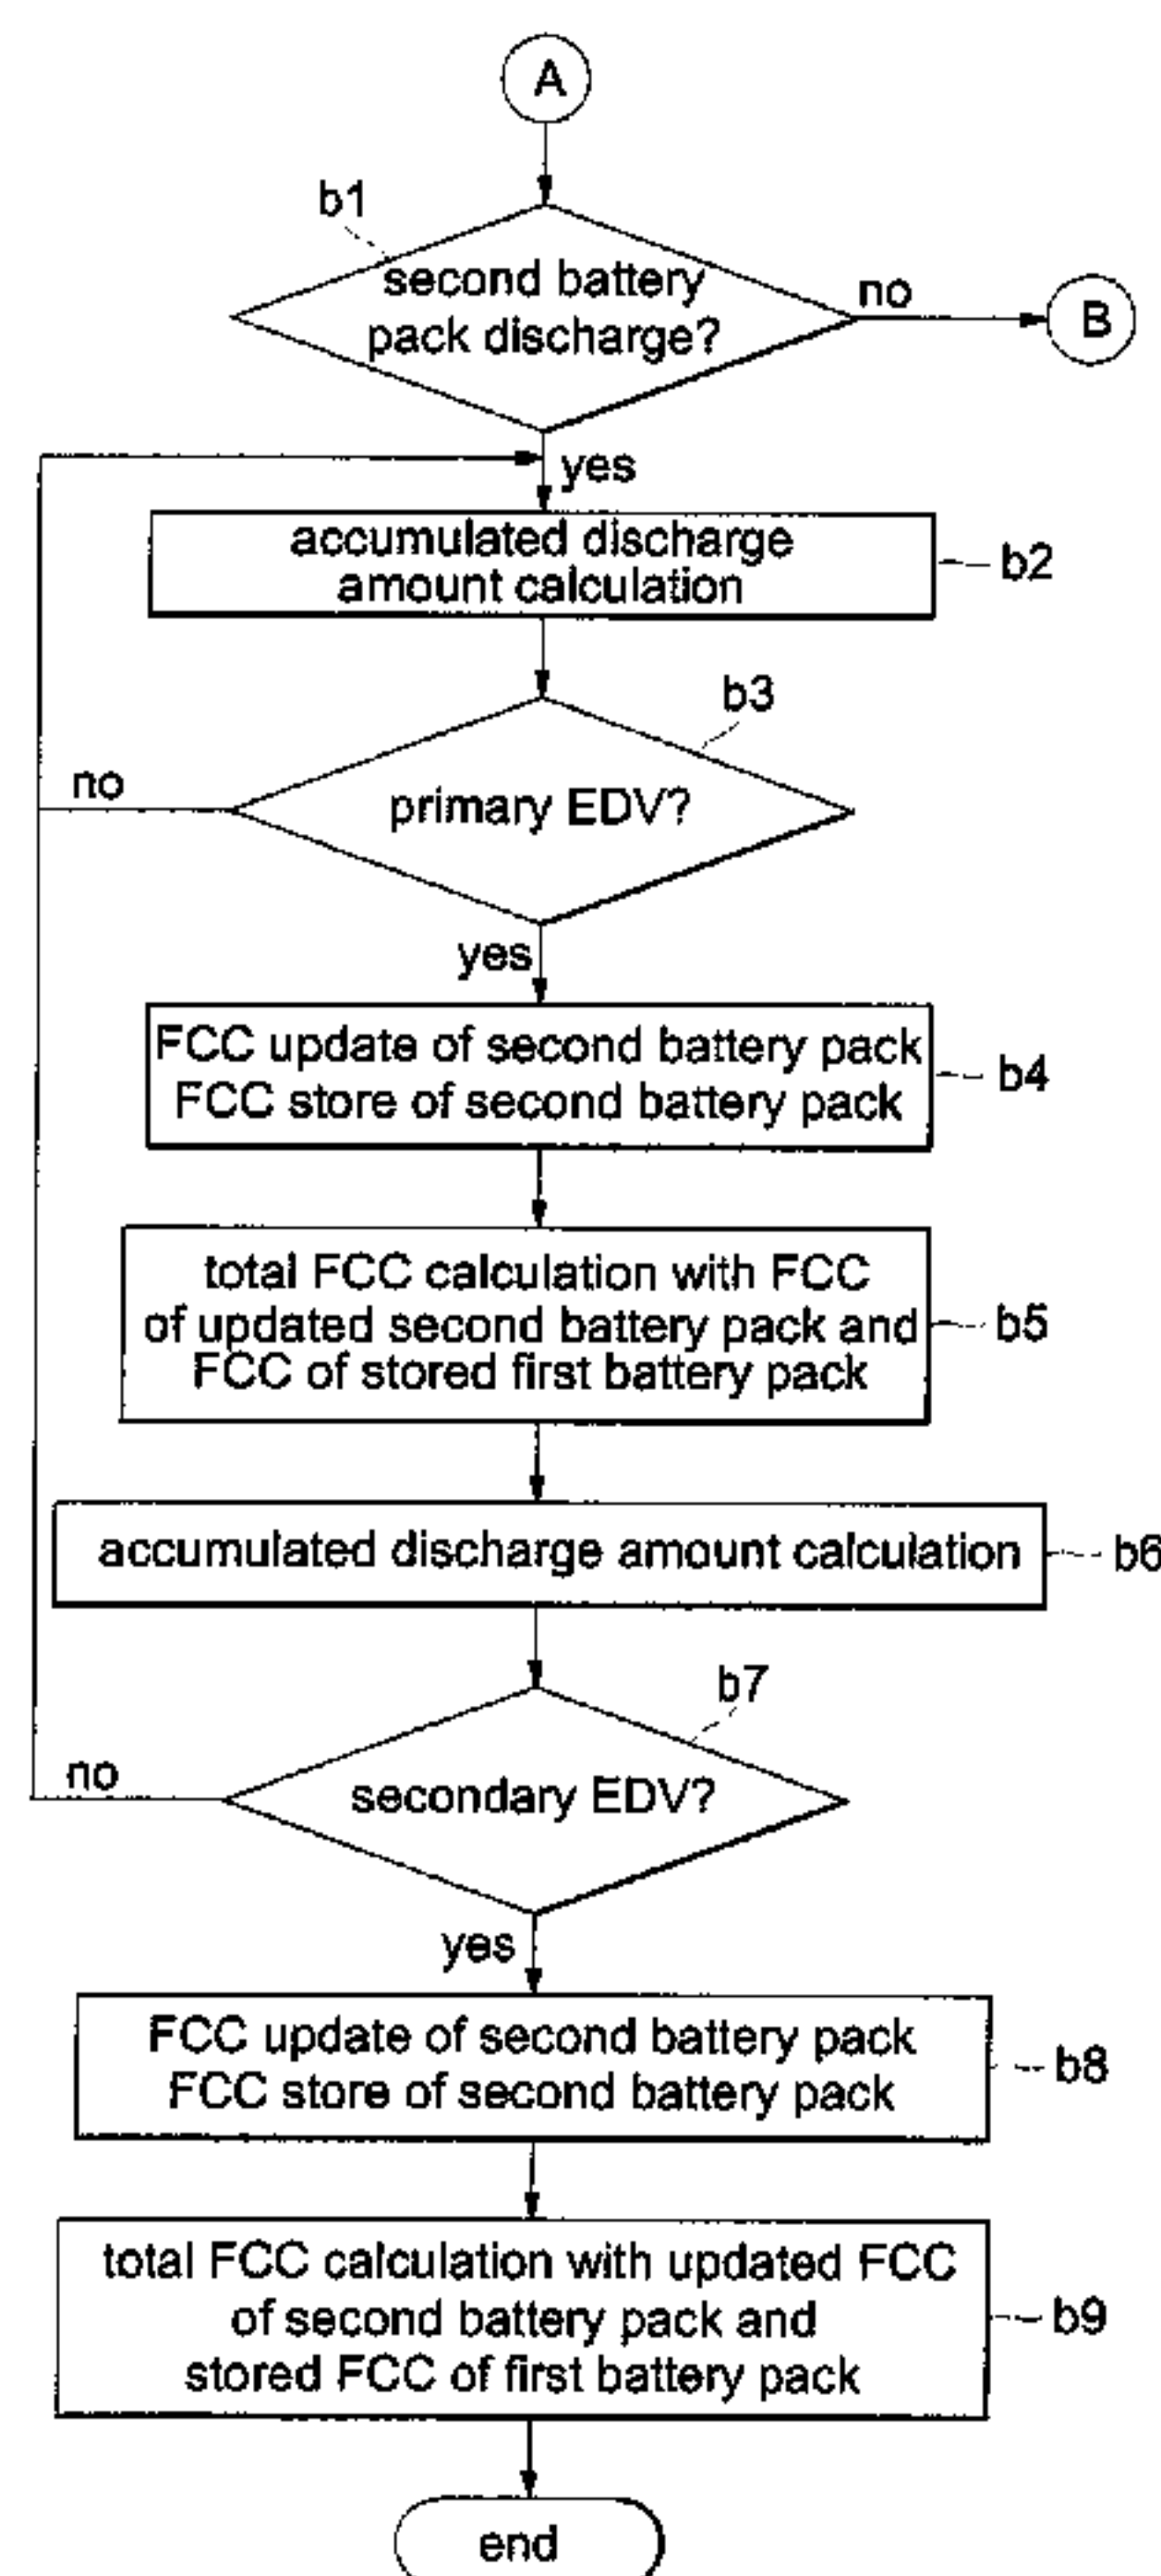 A
b1
second battery
pack discharge?
no
B
yes
accumulated discharge
amount calculation
b2
b3
no
primary EDV?
yes
FCC update of second battery pack
FCC store of second battery pack
b4
total FCC calculation with FCC
of updated second battery pack and
FCC of stored first battery pack
b5
accumulated discharge amount calculation
b6
b7
no
secondary EDV?
yes
FCC update of second battery pack
FCC store of second battery pack
b8
total FCC calculation with updated FCC
of second battery pack and
stored FCC of first battery pack
b9
end